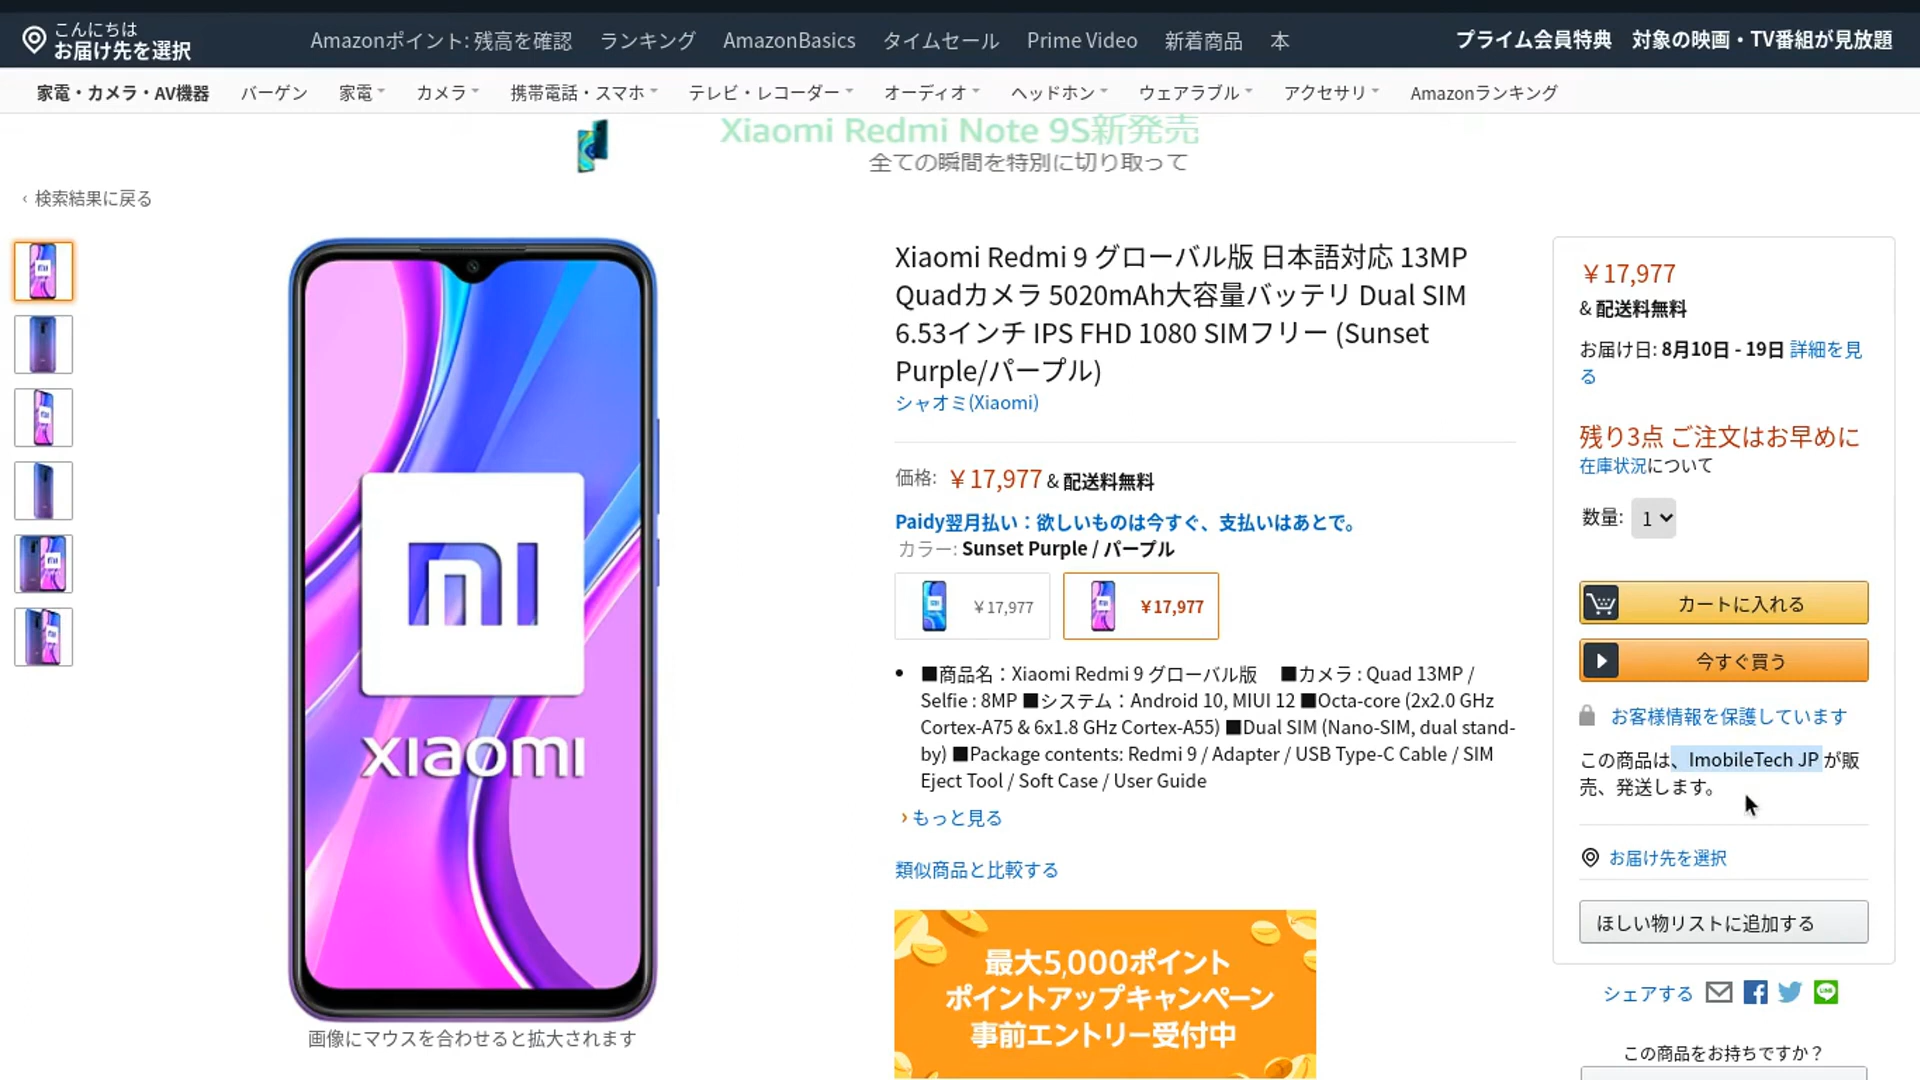 こんにちは
お届け先を選択
Amazonポイント: 残高を確認 ランキング AmazonBasics タイムセール Prime Video 新着商品 本
プライム会員特典 対象の映画・TV番組が見放題
家電・カメラ・AV機器 バーゲン 家電 カメラ 携帯電話・スマホ テレビ・レコーダー オーディオ ヘッドホン ウェアラブル アクセサリ Amazonランキング
Xiaomi Redmi Note 9S新発売
全ての瞬間を特別に切り取って
‹ 検索結果に戻る
mi
xiaomi
画像にマウスを合わせると拡大されます
Xiaomi Redmi 9 グローバル版 日本語対応 13MP
Quadカメラ 5020mAh大容量バッテリ Dual SIM
6.53インチ IPS FHD 1080 SIMフリー (Sunset
Purple/パープル)
シャオミ(Xiaomi)
価格: ￥17,977 & 配送料無料
Paidy翌月払い：欲しいものは今すぐ、支払いはあとで。
カラー: Sunset Purple / パープル
￥17,977 ￥17,977
• ■商品名：Xiaomi Redmi 9 グローバル版 ■カメラ : Quad 13MP /
Selfie : 8MP ■システム：Android 10, MIUI 12 ■Octa-core (2x2.0 GHz
Cortex-A75 & 6x1.8 GHz Cortex-A55) ■Dual SIM (Nano-SIM, dual stand-
by) ■Package contents: Redmi 9 / Adapter / USB Type-C Cable / SIM
Eject Tool / Soft Case / User Guide
› もっと見る
類似商品と比較する
最大5,000ポイント
ポイントアップキャンペーン
事前エントリー受付中
￥17,977
& 配送料無料
お届け日: 8月10日 - 19日 詳細を見
る
残り3点 ご注文はお早めに
在庫状況について
数量: 1
カートに入れる
今すぐ買う
お客様情報を保護しています
この商品は、ImobileTech JP が販
売、発送します。
お届け先を選択
ほしい物リストに追加する
シェアする
LINE
この商品をお持ちですか？